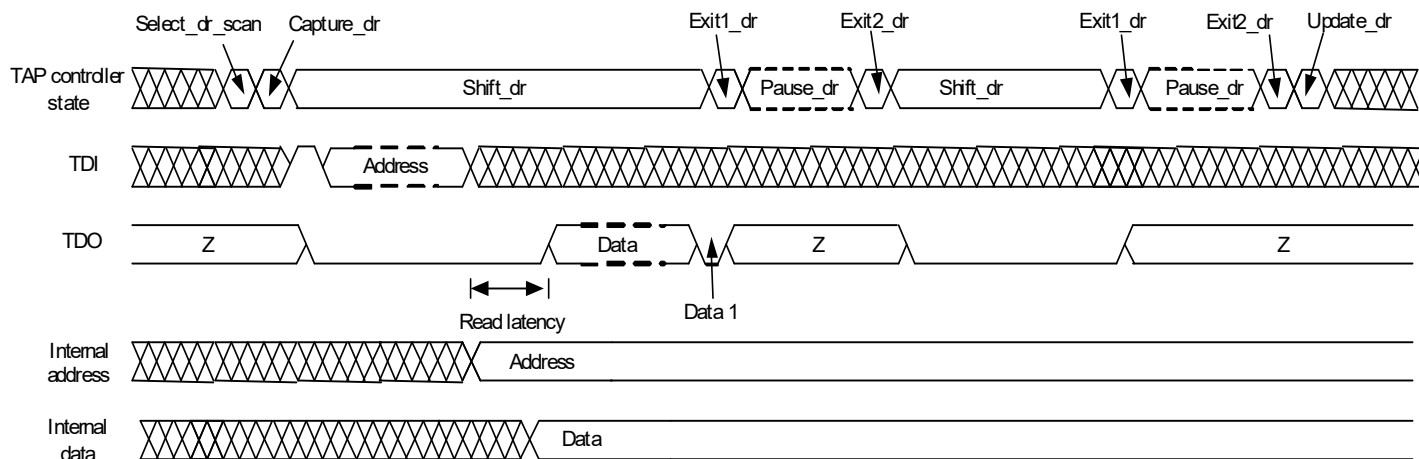 Select_dr_scan Capture_dr Exit1_dr Exit2_dr Exit1_dr Exit2_dr Update_dr
TAP controller state Shift_dr Pause_dr Shift_dr Pause_dr
TDI Address
TDO Z Data Z Z
Read latency Data 1
Internal address Address
Internal data Data